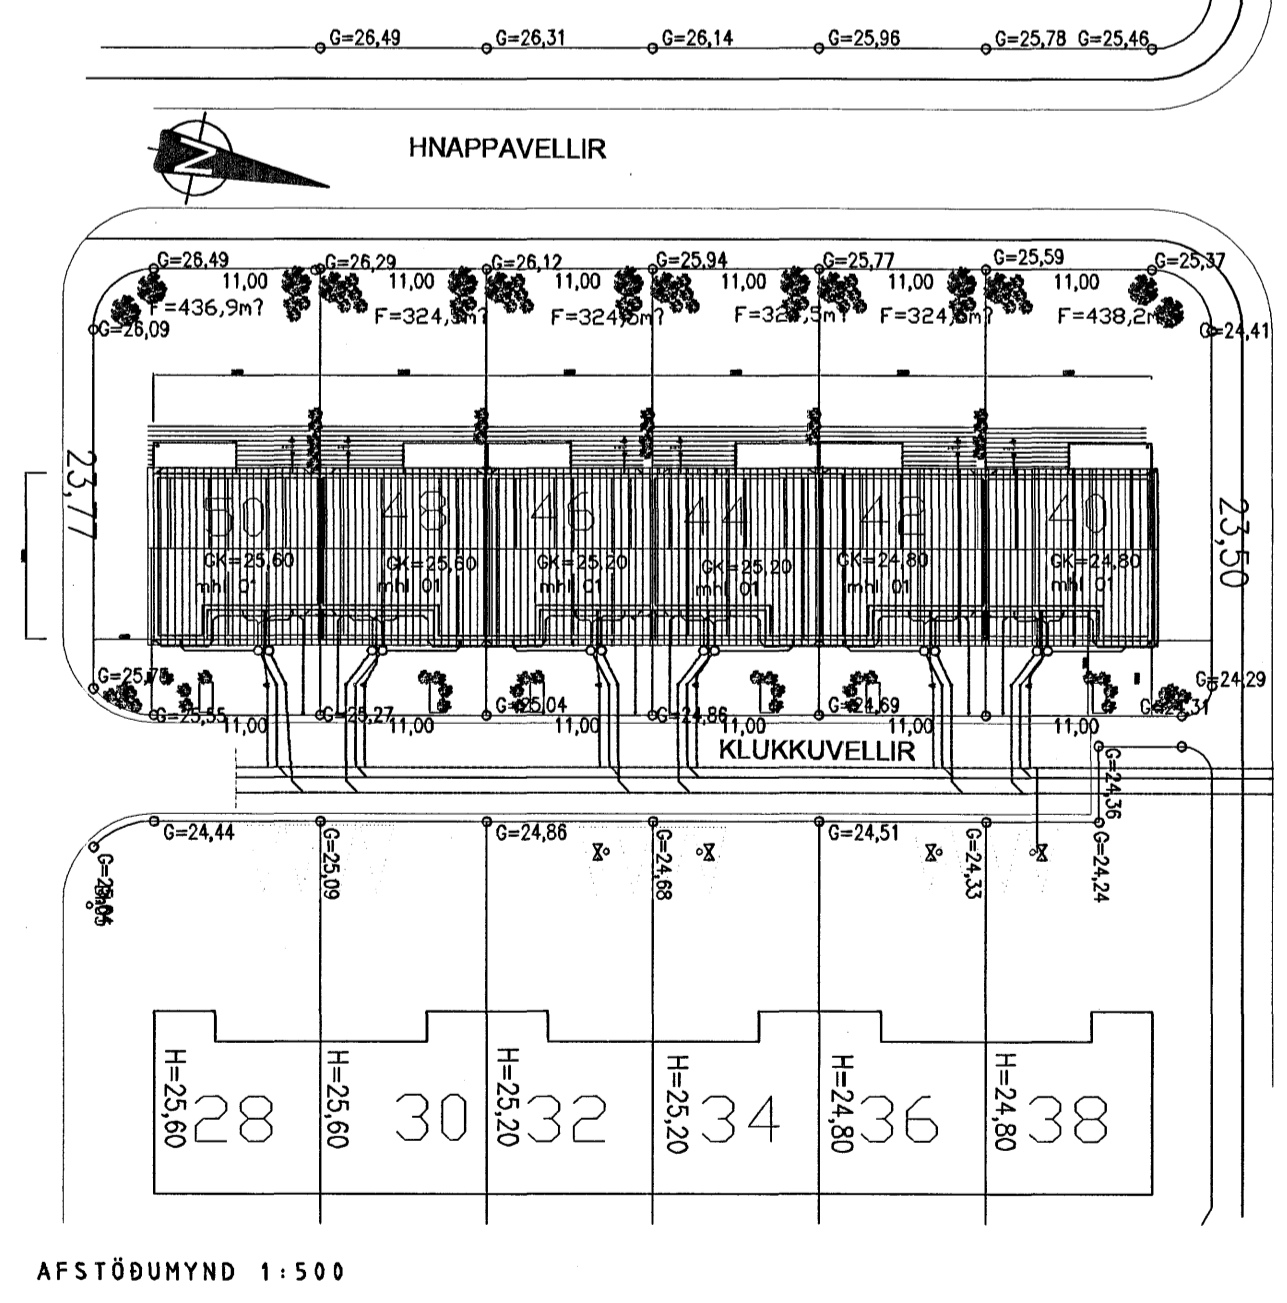 G=26,49 G=26,31 G=26,14 G=25,96 G=25,78 G=25,46
HNAPPAVELLIR
N
G=26,49 G=26,29 G=26,12 G=25,94 G=25,77 G=25,59 G=25,37
11,00 11,00 11,00 11,00 11,00 11,00
F=436,9m? F=438,2m
G=26,09 G=24,41
23,77
23,50
50 48 46 44 42 40
GK=25,60 GK=25,60 GK=25,20 GK=25,20 GK=24,80 GK=24,80
mhl 01 mhl 01 mhl 01 mhl 01 mhl 01 mhl 01
G=24,29
G=25,55 G=25,27 G=25,04 G=24,86 G=24,69 G=24,31
11,00 11,00 11,00 11,00 11,00 11,00
KLUKKUVELLIR
G=24,36
G=24,44 G=25,09 G=24,86 G=24,68 G=24,51 G=24,33 G=24,24
H=25,60 H=25,60 H=25,20 H=25,20 H=24,80 H=24,80
28 30 32 34 36 38
AFSTÖÐUMYND 1:500